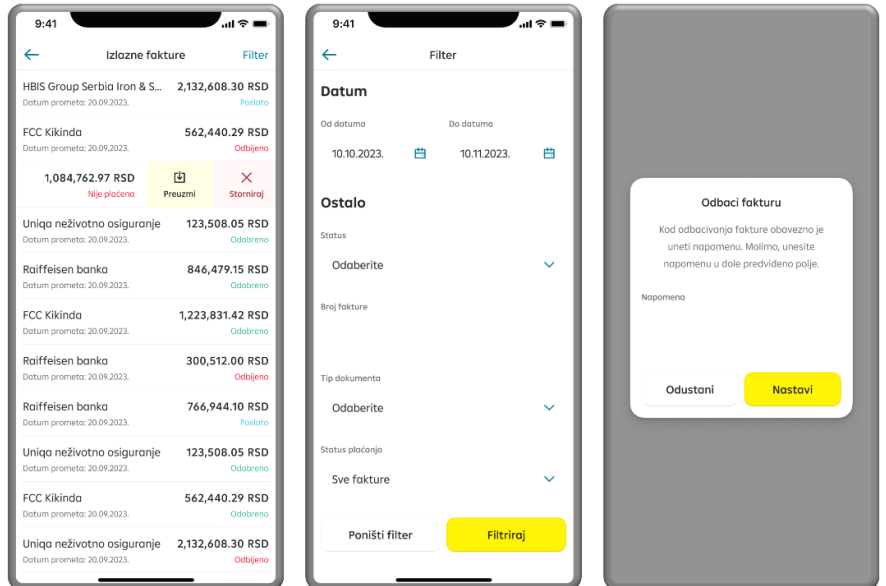 9:41
Izlazne fakture
Filter
HBIS Group Serbia Iron & S... 2,132,608.30 RSD
Datum prometa: 20.09.2023. Poslato
FCC Kikinda 562,440.29 RSD
Datum prometa: 20.09.2023. Odbijeno
1,084,762.97 RSD
Nije plaćena Preuzmi Storniraj
Uniqa neživotno osiguranje 123,508.05 RSD
Datum prometa: 20.09.2023. Odobreno
Raiffeisen banka 846,479.15 RSD
Datum prometa: 20.09.2023. Odobreno
FCC Kikinda 1,223,831.42 RSD
Datum prometa: 20.09.2023. Odobreno
Raiffeisen banka 300,512.00 RSD
Datum prometa: 20.09.2023. Odbijeno
Raiffeisen banka 766,944.10 RSD
Datum prometa: 20.09.2023. Poslato
Uniqa neživotno osiguranje 123,508.05 RSD
Datum prometa: 20.09.2023. Odobreno
FCC Kikinda 562,440.29 RSD
Datum prometa: 20.09.2023. Odobreno
Uniqa neživotno osiguranje 2,132,608.30 RSD
Datum prometa: 20.09.2023. Odbijeno
9:41
Filter
Datum
Od datuma Do datuma
10.10.2023. 10.11.2023.
Ostalo
Status
Odaberite
Broj fakture
Tip dokumenta
Odaberite
Status plaćanja
Sve fakture
Poništi filter Filtriraj
Odbaci fakturu
Kod odbacivanja fakture obavezno je
uneti napomenu. Molimo, unesite
napomenu u dole predviđeno polje.
Napomena
Odustani Nastavi